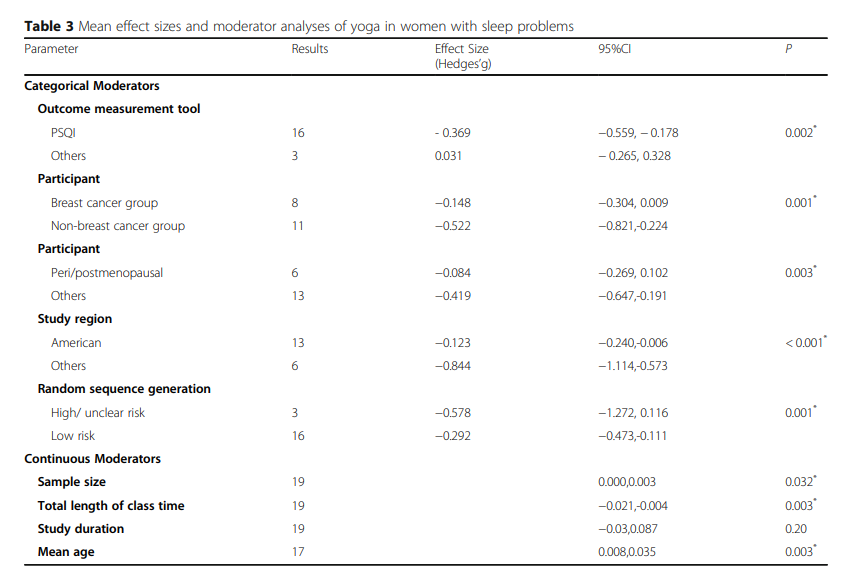 Table 3 Mean effect sizes and moderator analyses of yoga in women with sleep problems
Parameter Results Effect Size (Hedges'g) 95%CI P
Categorical Moderators
Outcome measurement tool
PSQI 16 - 0.369 −0.559, − 0.178 0.002*
Others 3 0.031 − 0.265, 0.328
Participant
Breast cancer group 8 −0.148 −0.304, 0.009 0.001*
Non-breast cancer group 11 −0.522 −0.821,-0.224
Participant
Peri/postmenopausal 6 −0.084 −0.269, 0.102 0.003*
Others 13 −0.419 −0.647,-0.191
Study region
American 13 −0.123 −0.240,-0.006 < 0.001*
Others 6 −0.844 −1.114,-0.573
Random sequence generation
High/ unclear risk 3 −0.578 −1.272, 0.116 0.001*
Low risk 16 −0.292 −0.473,-0.111
Continuous Moderators
Sample size 19 0.000,0.003 0.032*
Total length of class time 19 −0.021,-0.004 0.003*
Study duration 19 −0.03,0.087 0.20
Mean age 17 0.008,0.035 0.003*